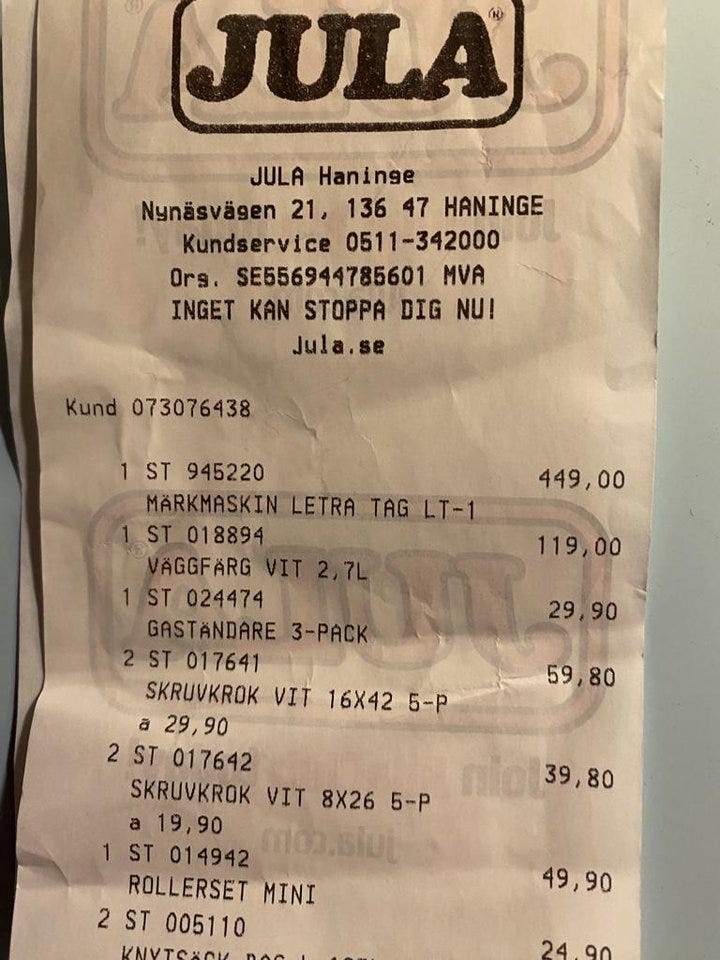 JULA
JULA Haninge
Nynäsvägen 21, 136 47 HANINGE
Kundservice 0511-342000
Org. SE556944785601 MVA
INGET KAN STOPPA DIG NU!
Jula.se
Kund 073076438
1 ST 945220 449,00
MÄRKMASKIN LETRA TAG LT-1
1 ST 018894 119,00
VÄGGFÄRG VIT 2,7L
1 ST 024474 29,90
GASTÄNDARE 3-PACK
2 ST 017641 59,80
SKRUVKROK VIT 16X42 5-P
a 29,90
2 ST 017642 39,80
SKRUVKROK VIT 8X26 5-P
a 19,90
1 ST 014942 49,90
ROLLERSET MINI
2 ST 005110 24,90
KNYTSÄCK